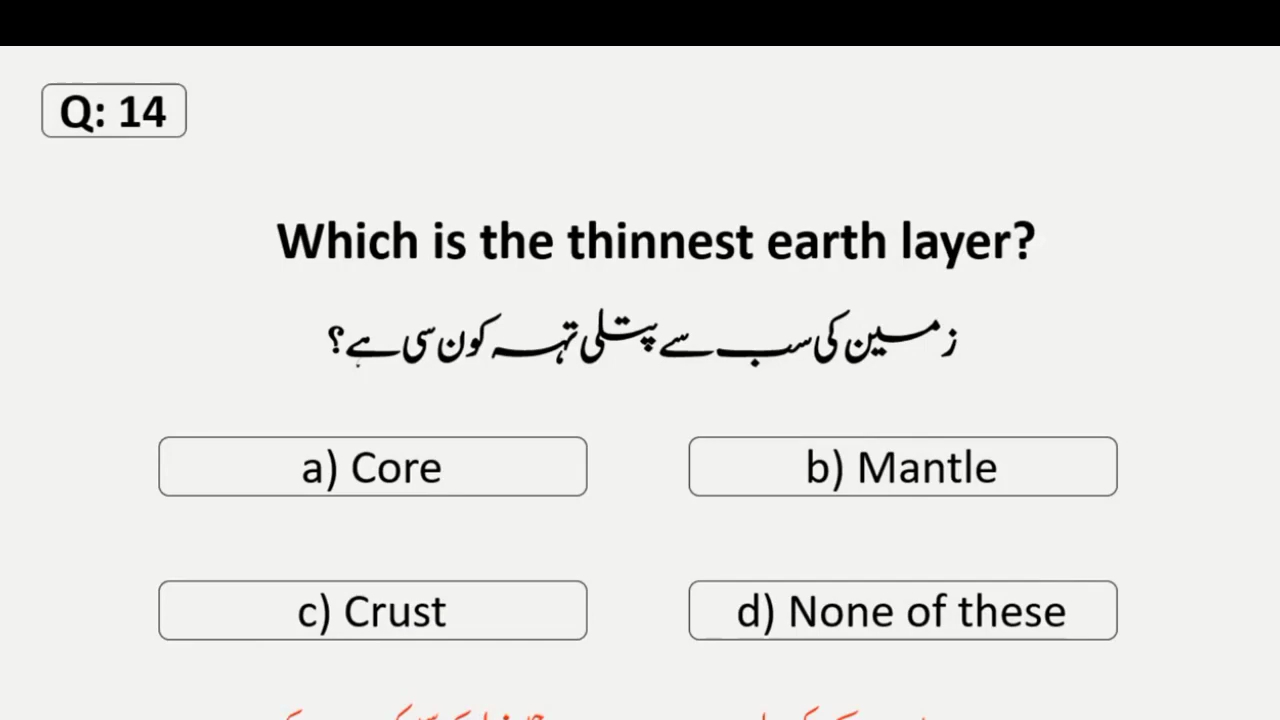 Q: 14
Which is the thinnest earth layer?
زمین کی سب سے پتلی تہہ کون سی ہے؟
a) Core
b) Mantle
c) Crust
d) None of these